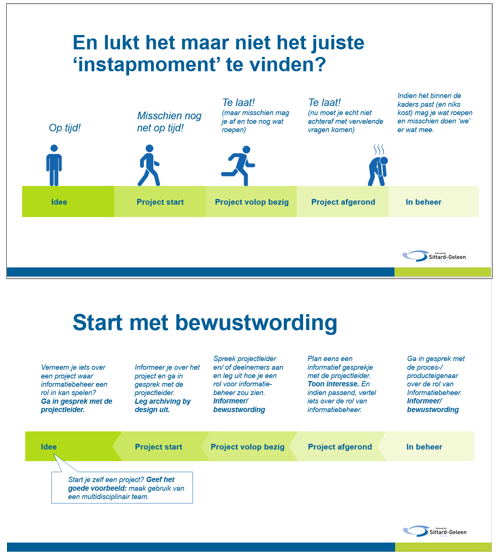 En lukt het maar niet het juiste
‘instapmoment’ te vinden?
Op tijd!
Misschien nog
net op tijd!
Te laat!
(maar misschien mag
je af en toe nog wat
roepen)
Te laat!
(nu moet je echt niet
achteraf met vervelende
vragen komen)
Indien het binnen de
kaders past (en niks
kost) mag je wat roepen
en misschien doen ‘we’
er wat mee.
Idee
Project start
Project volop bezig
Project afgerond
In beheer
Sittard-Geleen
Start met bewustwording
Verneem je iets over
een project waar
informatiebeheer een
rol in kan spelen?
Ga in gesprek met de
projectleider.
Informeer je over het
project en ga in
gesprek met de
projectleider.
Leg archiving by
design uit.
Spreek projectleider
en/ of deelnemers aan
en leg uit hoe je een
rol voor informatie-
beheer zou zien.
Informeer/
bewustwording
Plan eens een
informatief gesprekje
met de projectleider.
Toon interesse. En
indien passend, vertel
iets over de rol van
informatiebeheer.
Ga in gesprek met
de proces-/
producteigenaar
over de rol van
Informatiebeheer.
Informeer/
bewustwording
Idee
Project start
Project volop bezig
Project afgerond
In beheer
Start je zelf een project? Geef het
goede voorbeeld: maak gebruik van
een multidisciplinair team.
Sittard-Geleen